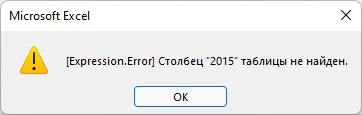 Microsoft Excel
[Expression.Error] Столбец "2015" таблицы не найден.
OK